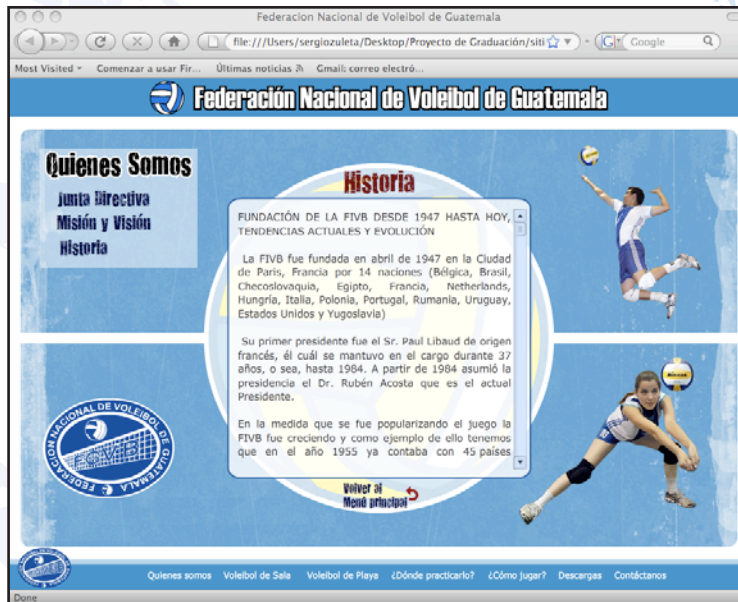 Federacion Nacional de Voleibol de Guatemala
file:///Users/sergiozuleta/Desktop/Proyecto de Graduación/siti
Google
Most Visited
Comenzar a usar Fir...
Últimas noticias
Gmail: correo electró...
Federación Nacional de Voleibol de Guatemala
Quienes Somos
Junta Directiva
Misión y Visión
Historia
Historia
FUNDACIÓN DE LA FIVB DESDE 1947 HASTA HOY,
TENDENCIAS ACTUALES Y EVOLUCIÓN
La FIVB fue fundada en abril de 1947 en la Ciudad
de Paris, Francia por 14 naciones (Bélgica, Brasil,
Checoslovaquia, Egipto, Francia, Netherlands,
Hungría, Italia, Polonia, Portugal, Rumania, Uruguay,
Estados Unidos y Yugoslavia)
Su primer presidente fue el Sr. Paul Libaud de origen
francés, él cuál se mantuvo en el cargo durante 37
años, o sea, hasta 1984. A partir de 1984 asumió la
presidencia el Dr. Rubén Acosta que es el actual
Presidente.
En la medida que se fue popularizando el juego la
FIVB fue creciendo y como ejemplo de ello tenemos
que en el año 1955 ya contaba con 45 países
Volver al
Menú principal
FEDERACION NACIONAL DE VOLEIBOL DE GUATEMALA
Quienes somos
Voleibol de Sala
Voleibol de Playa
¿Dónde practicarlo?
¿Cómo jugar?
Descargas
Contáctanos
Done